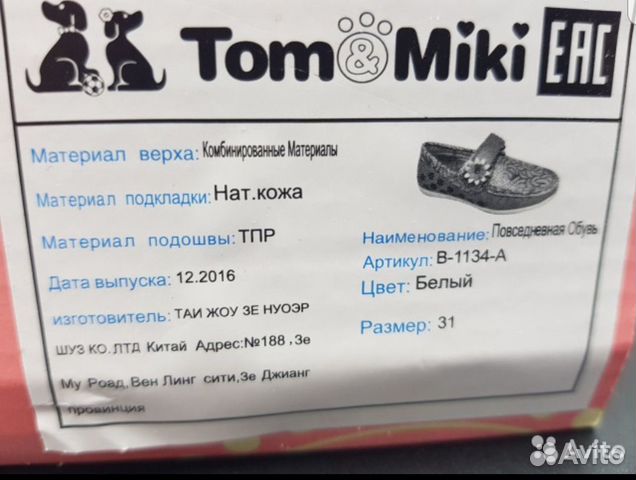 Tom&Miki EAC
Материал верха: Комбинированные Материалы
Материал подкладки: Нат.кожа
Материал подошвы: ТПР
Дата выпуска: 12.2016
изготовитель: ТАИ ЖОУ ЗЕ НУОЭР
ШУЗ КО. ЛТД Китай Адрес:№188 ,Зе
Му Роад,Вен Линг сити,Зе Джианг
провинция
Наименование: Повседневная Обувь
Артикул: B-1134-A
Цвет: Белый
Размер: 31
Avito